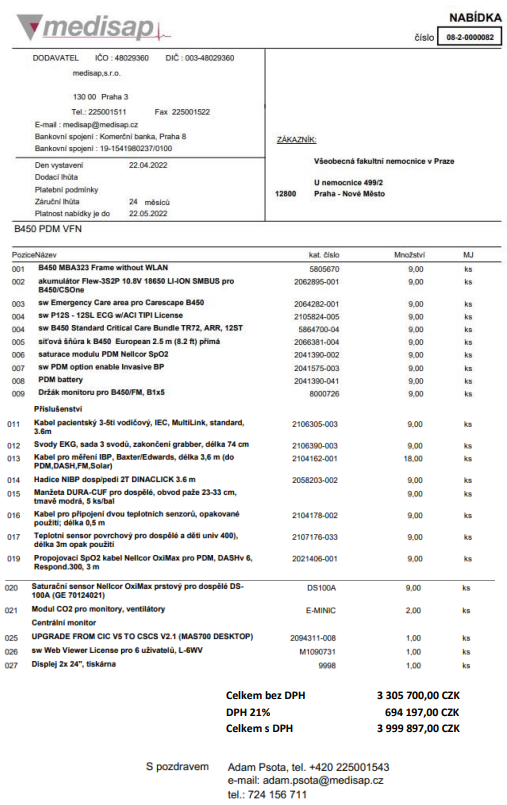 medisap
NABÍDKA
číslo 08-2-0000082
DODAVATEL IČO : 48029360 DIČ : 003-48029360
medisap,s.r.o.
130 00 Praha 3
Tel.: 225001511 Fax 225001522
E-mail : medisap@medisap.cz
Bankovní spojení : Komerční banka, Praha 8
Bankovní spojení : 19-1541980237/0100
ZÁKAZNÍK:
Všeobecná fakultní nemocnice v Praze
U nemocnice 499/2
12800 Praha - Nové Město
Den vystavení 22.04.2022
Dodací lhůta
Platební podmínky
Záruční lhůta 24 měsíců
Platnost nabídky je do 22.05.2022
B450 PDM VFN
PoziceNázev kat. číslo Množství MJ
001 B450 MBA323 Frame without WLAN 5805670 9,00 ks
002 akumulátor Flew-3S2P 10.8V 18650 LI-ION SMBUS pro 2062895-001 9,00 ks
B450/CSOne
003 sw Emergency Care area pro Carescape B450 2064282-001 9,00 ks
004 sw P12S - 12SL ECG w/ACI TIPI License 2105824-005 9,00 ks
004 sw B450 Standard Critical Care Bundle TR72, ARR, 12ST 5864700-04 9,00 ks
005 síťová šňůra k B450 European 2.5 m (8.2 ft) přímá 2066381-004 9,00 ks
006 saturace modulu PDM Nellcor SpO2 2041390-002 9,00 ks
007 sw PDM option enable Invasive BP 2041575-003 9,00 ks
008 PDM battery 2041390-041 9,00 ks
009 Držák monitoru pro B450/FM, B1x5 8000726 9,00 ks
Příslušenství
011 Kabel pacientský 3-5ti vodičový, IEC, MultiLink, standard, 2106305-003 9,00 ks
3.6m
012 Svody EKG, sada 3 svodů, zakončení grabber, délka 74 cm 2106390-003 9,00 ks
013 Kabel pro měření IBP, Baxter/Edwards, délka 3,6 m (do 2104162-001 18,00 ks
PDM,DASH,FM,Solar)
014 Hadice NIBP dosp/pedi 2T DINACLICK 3.6 m 2058203-002 9,00 ks
015 Manžeta DURA-CUF pro dospělé, obvod paže 23-33 cm, 9,00 ks
tmavě modrá, 5 ks/bal
016 Kabel pro připojení dvou teplotních senzorů, opakované 2104178-002 9,00 ks
použití; délka 0,5 m
017 Teplotní sensor povrchový pro dospělé a děti univ 400), 2107176-033 9,00 ks
délka 3m opak použití
019 Propojovací SpO2 kabel Nellcor OxiMax pro PDM, DASHv 6, 2021406-001 9,00 ks
Respond.300, 3 m
020 Saturační sensor Nellcor OxiMax prstový pro dospělé DS- DS100A 9,00 ks
100A (GE 70124021)
021 Modul CO2 pro monitory, ventilátory E-MINIC 2,00 ks
Centrální monitor
025 UPGRADE FROM CIC V5 TO CSCS V2.1 (MAS700 DESKTOP) 2094311-008 1,00 ks
026 sw Web Viewer License pro 6 uživatelů, L-6WV M1090731 1,00 ks
027 Displej 2x 24", tiskárna 9998 1,00 ks
Celkem bez DPH 3 305 700,00 CZK
DPH 21% 694 197,00 CZK
Celkem s DPH 3 999 897,00 CZK
S pozdravem Adam Psota, tel. +420 225001543
e-mail: adam.psota@medisap.cz
tel.: 724 156 711